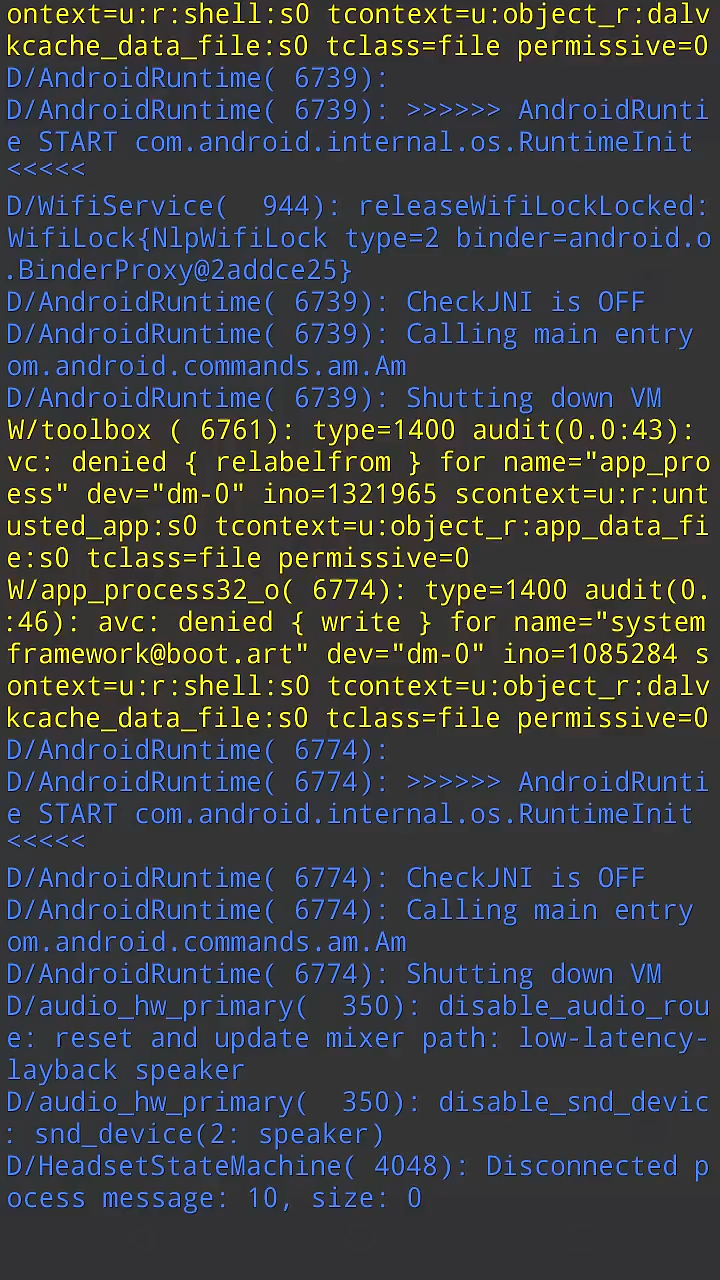 ontext=u:r:shell:s0 tcontext=u:object_r:dalv
kcache_data_file:s0 tclass=file permissive=0
D/AndroidRuntime( 6739):
D/AndroidRuntime( 6739): >>>>>> AndroidRunti
e START com.android.internal.os.RuntimeInit
<<<<<
D/WifiService(  944): releaseWifiLockLocked:
WifiLock{NlpWifiLock type=2 binder=android.o
.BinderProxy@2addce25}
D/AndroidRuntime( 6739): CheckJNI is OFF
D/AndroidRuntime( 6739): Calling main entry
om.android.commands.am.Am
D/AndroidRuntime( 6739): Shutting down VM
W/toolbox ( 6761): type=1400 audit(0.0:43):
vc: denied { relabelfrom } for name="app_pro
ess" dev="dm-0" ino=1321965 scontext=u:r:unt
usted_app:s0 tcontext=u:object_r:app_data_fi
e:s0 tclass=file permissive=0
W/app_process32_o( 6774): type=1400 audit(0.
:46): avc: denied { write } for name="system
framework@boot.art" dev="dm-0" ino=1085284 s
ontext=u:r:shell:s0 tcontext=u:object_r:dalv
kcache_data_file:s0 tclass=file permissive=0
D/AndroidRuntime( 6774):
D/AndroidRuntime( 6774): >>>>>> AndroidRunti
e START com.android.internal.os.RuntimeInit
<<<<<
D/AndroidRuntime( 6774): CheckJNI is OFF
D/AndroidRuntime( 6774): Calling main entry
om.android.commands.am.Am
D/AndroidRuntime( 6774): Shutting down VM
D/audio_hw_primary(  350): disable_audio_rou
e: reset and update mixer path: low-latency-
layback speaker
D/audio_hw_primary(  350): disable_snd_devic
: snd_device(2: speaker)
D/HeadsetStateMachine( 4048): Disconnected p
ocess message: 10, size: 0